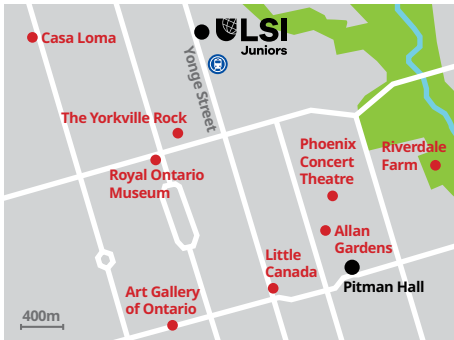 Casa Loma
ULSI
Juniors
Yonge Street
The Yorkville Rock
Royal Ontario
Museum
Phoenix
Concert
Theatre
Riverdale
Farm
Allan
Gardens
Little
Canada
Pitman Hall
Art Gallery
of Ontario
400m